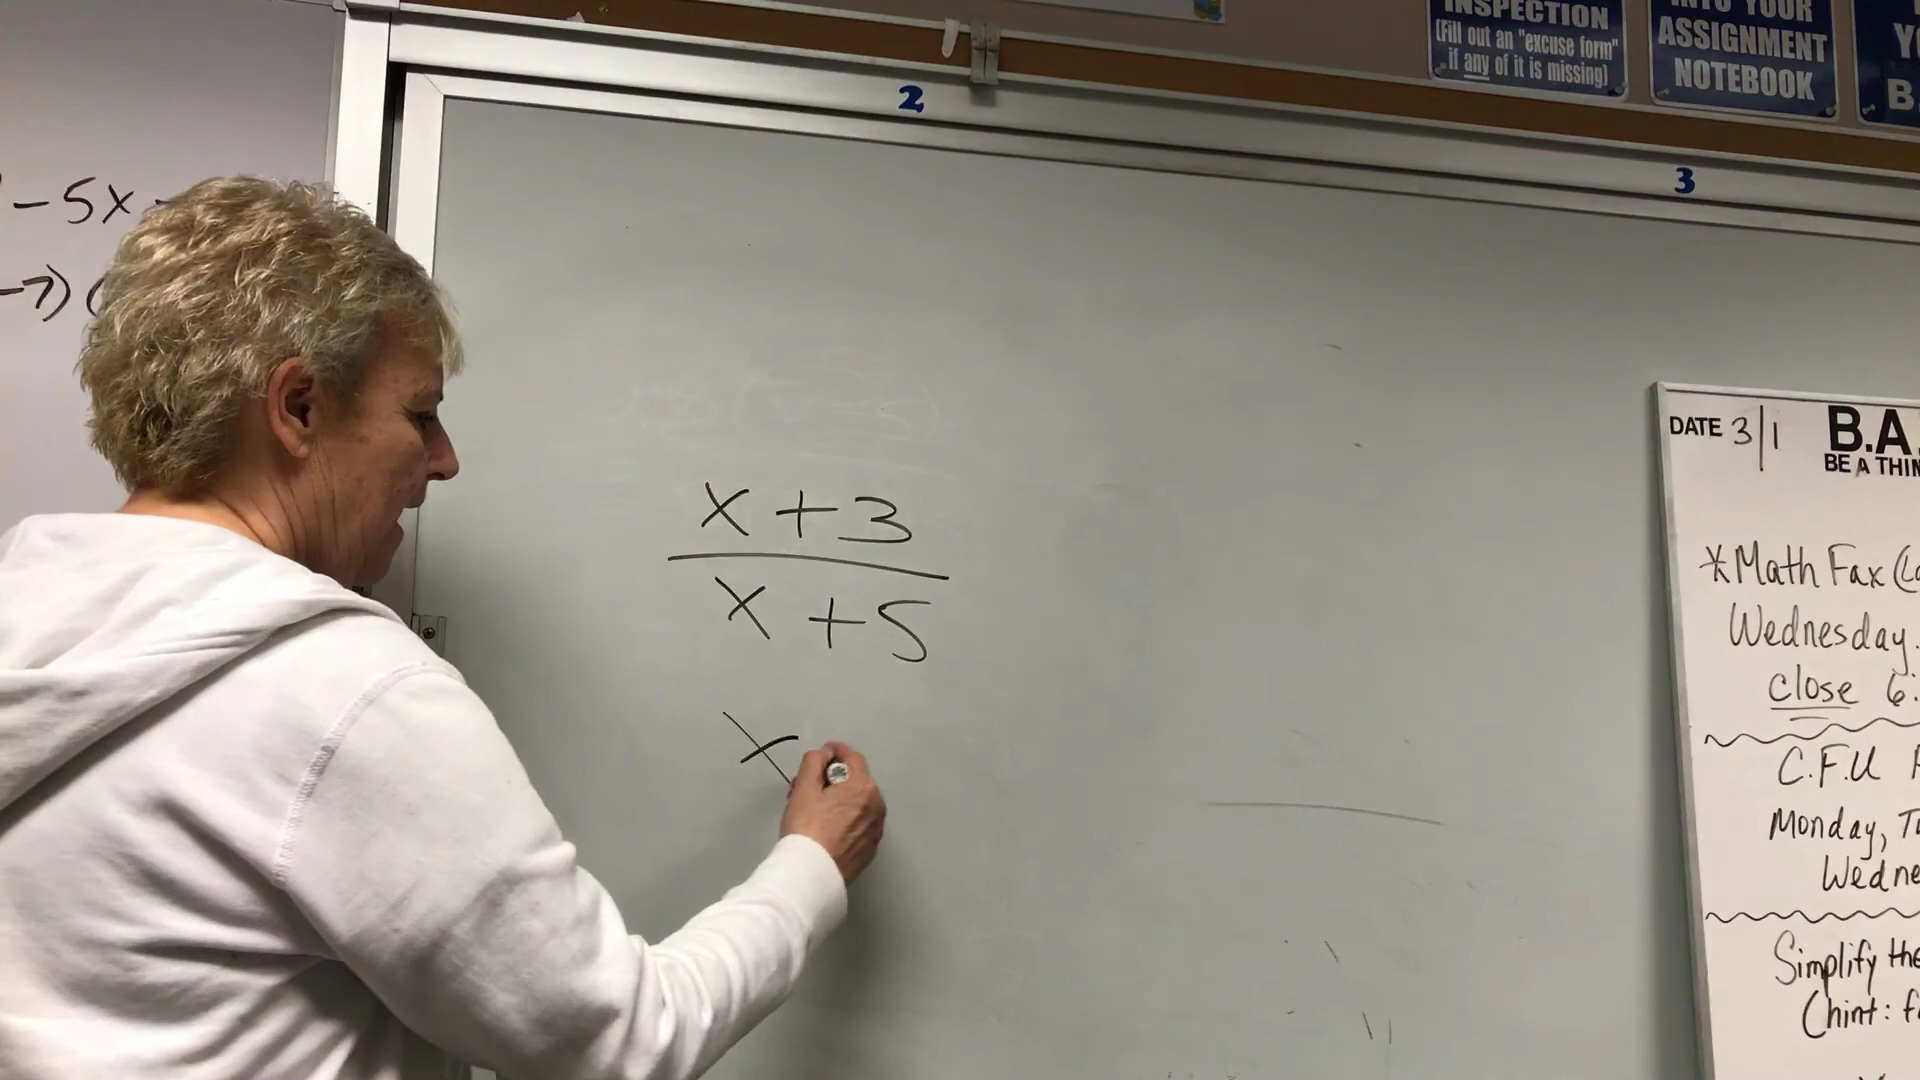 INSPECTION
(Fill out an "excuse form"
if any of it is missing)
INTO YOUR
ASSIGNMENT
NOTEBOOK
2
3
-5x
-7)(
x+3
x+5
x
DATE 3/1
B.A.
BE A THIN
*Math Fax
Wednesday.
close 6:
C.F.U
Monday,
Wedne
Simplify the
(hint: